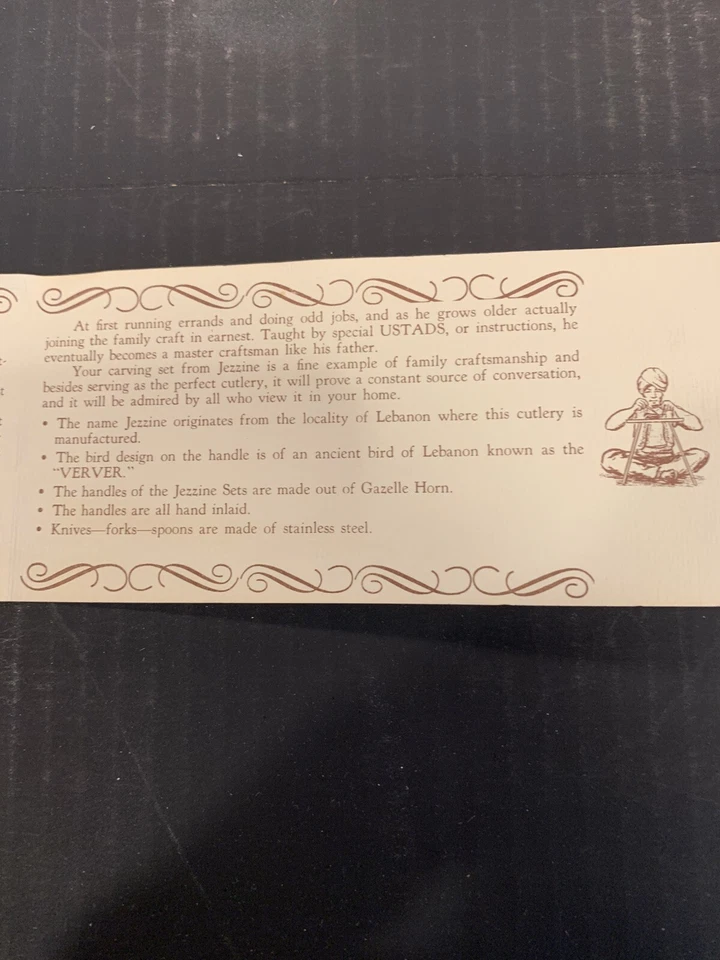 At first running errands and doing odd jobs, and as he grows older actually
joining the family craft in earnest. Taught by special USTADS, or instructions, he
eventually becomes a master craftsman like his father.
Your carving set from Jezzine is a fine example of family craftsmanship and
besides serving as the perfect cutlery, it will prove a constant source of conversation,
and it will be admired by all who view it in your home.
• The name Jezzine originates from the locality of Lebanon where this cutlery is
manufactured.
• The bird design on the handle is of an ancient bird of Lebanon known as the
“VERVER.”
• The handles of the Jezzine Sets are made out of Gazelle Horn.
• The handles are all hand inlaid.
• Knives—forks—spoons are made of stainless steel.